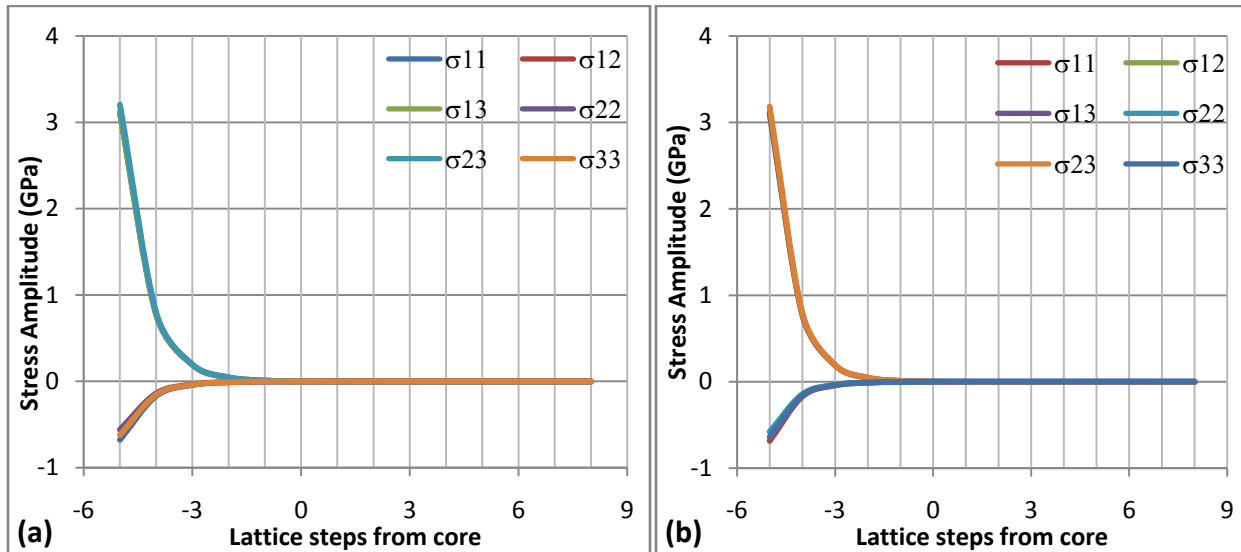 4
3
2
1
0
-1
-6 -3 0 3 6 9
Stress Amplitude (GPa)
Lattice steps from core
σ11 σ12
σ13 σ22
σ23 σ33
(a)
4
3
2
1
0
-1
-6 -3 0 3 6 9
Stress Amplitude (GPa)
Lattice steps from core
σ11 σ12
σ13 σ22
σ23 σ33
(b)